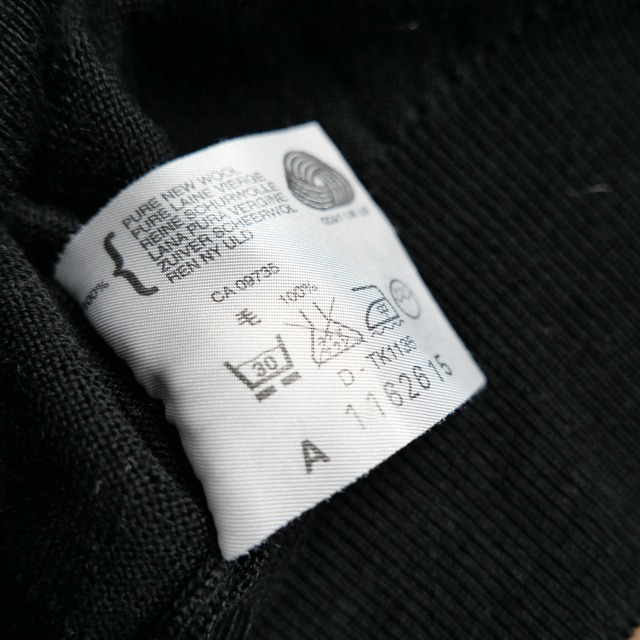 100%
PURE NEW WOOL
PURE LAINE VIERGE
REINE SCHURWOLLE
LANA PURA VERGINE
ZUIVER SCHEERWOL
REN NY ULD
CA 09735
毛 100%
30
D - TK1135
A 1162615